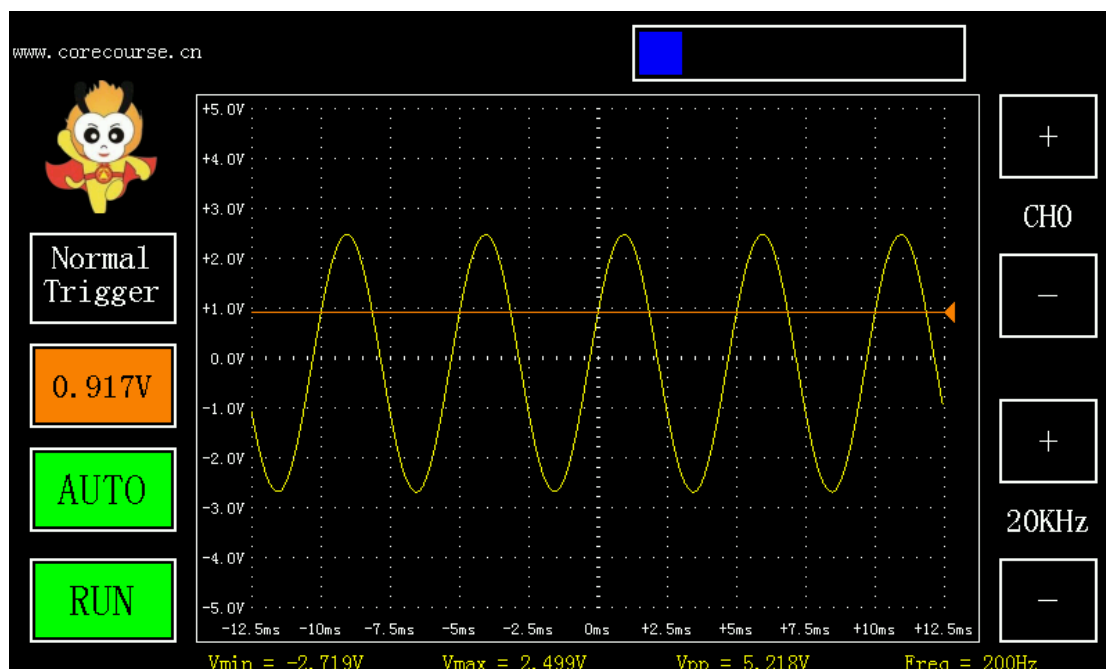 www.corecourse.cn
Normal
Trigger
0.917V
AUTO
RUN
+5.0V
+4.0V
+3.0V
+2.0V
+1.0V
0.0V
-1.0V
-2.0V
-3.0V
-4.0V
-5.0V
-12.5ms -10ms -7.5ms -5ms -2.5ms 0ms +2.5ms +5ms +7.5ms +10ms +12.5ms
Vmin = -2.719V Vmax = 2.499V Vpp = 5.218V Freq = 200Hz
+
CH0
-
+
20KHz
-